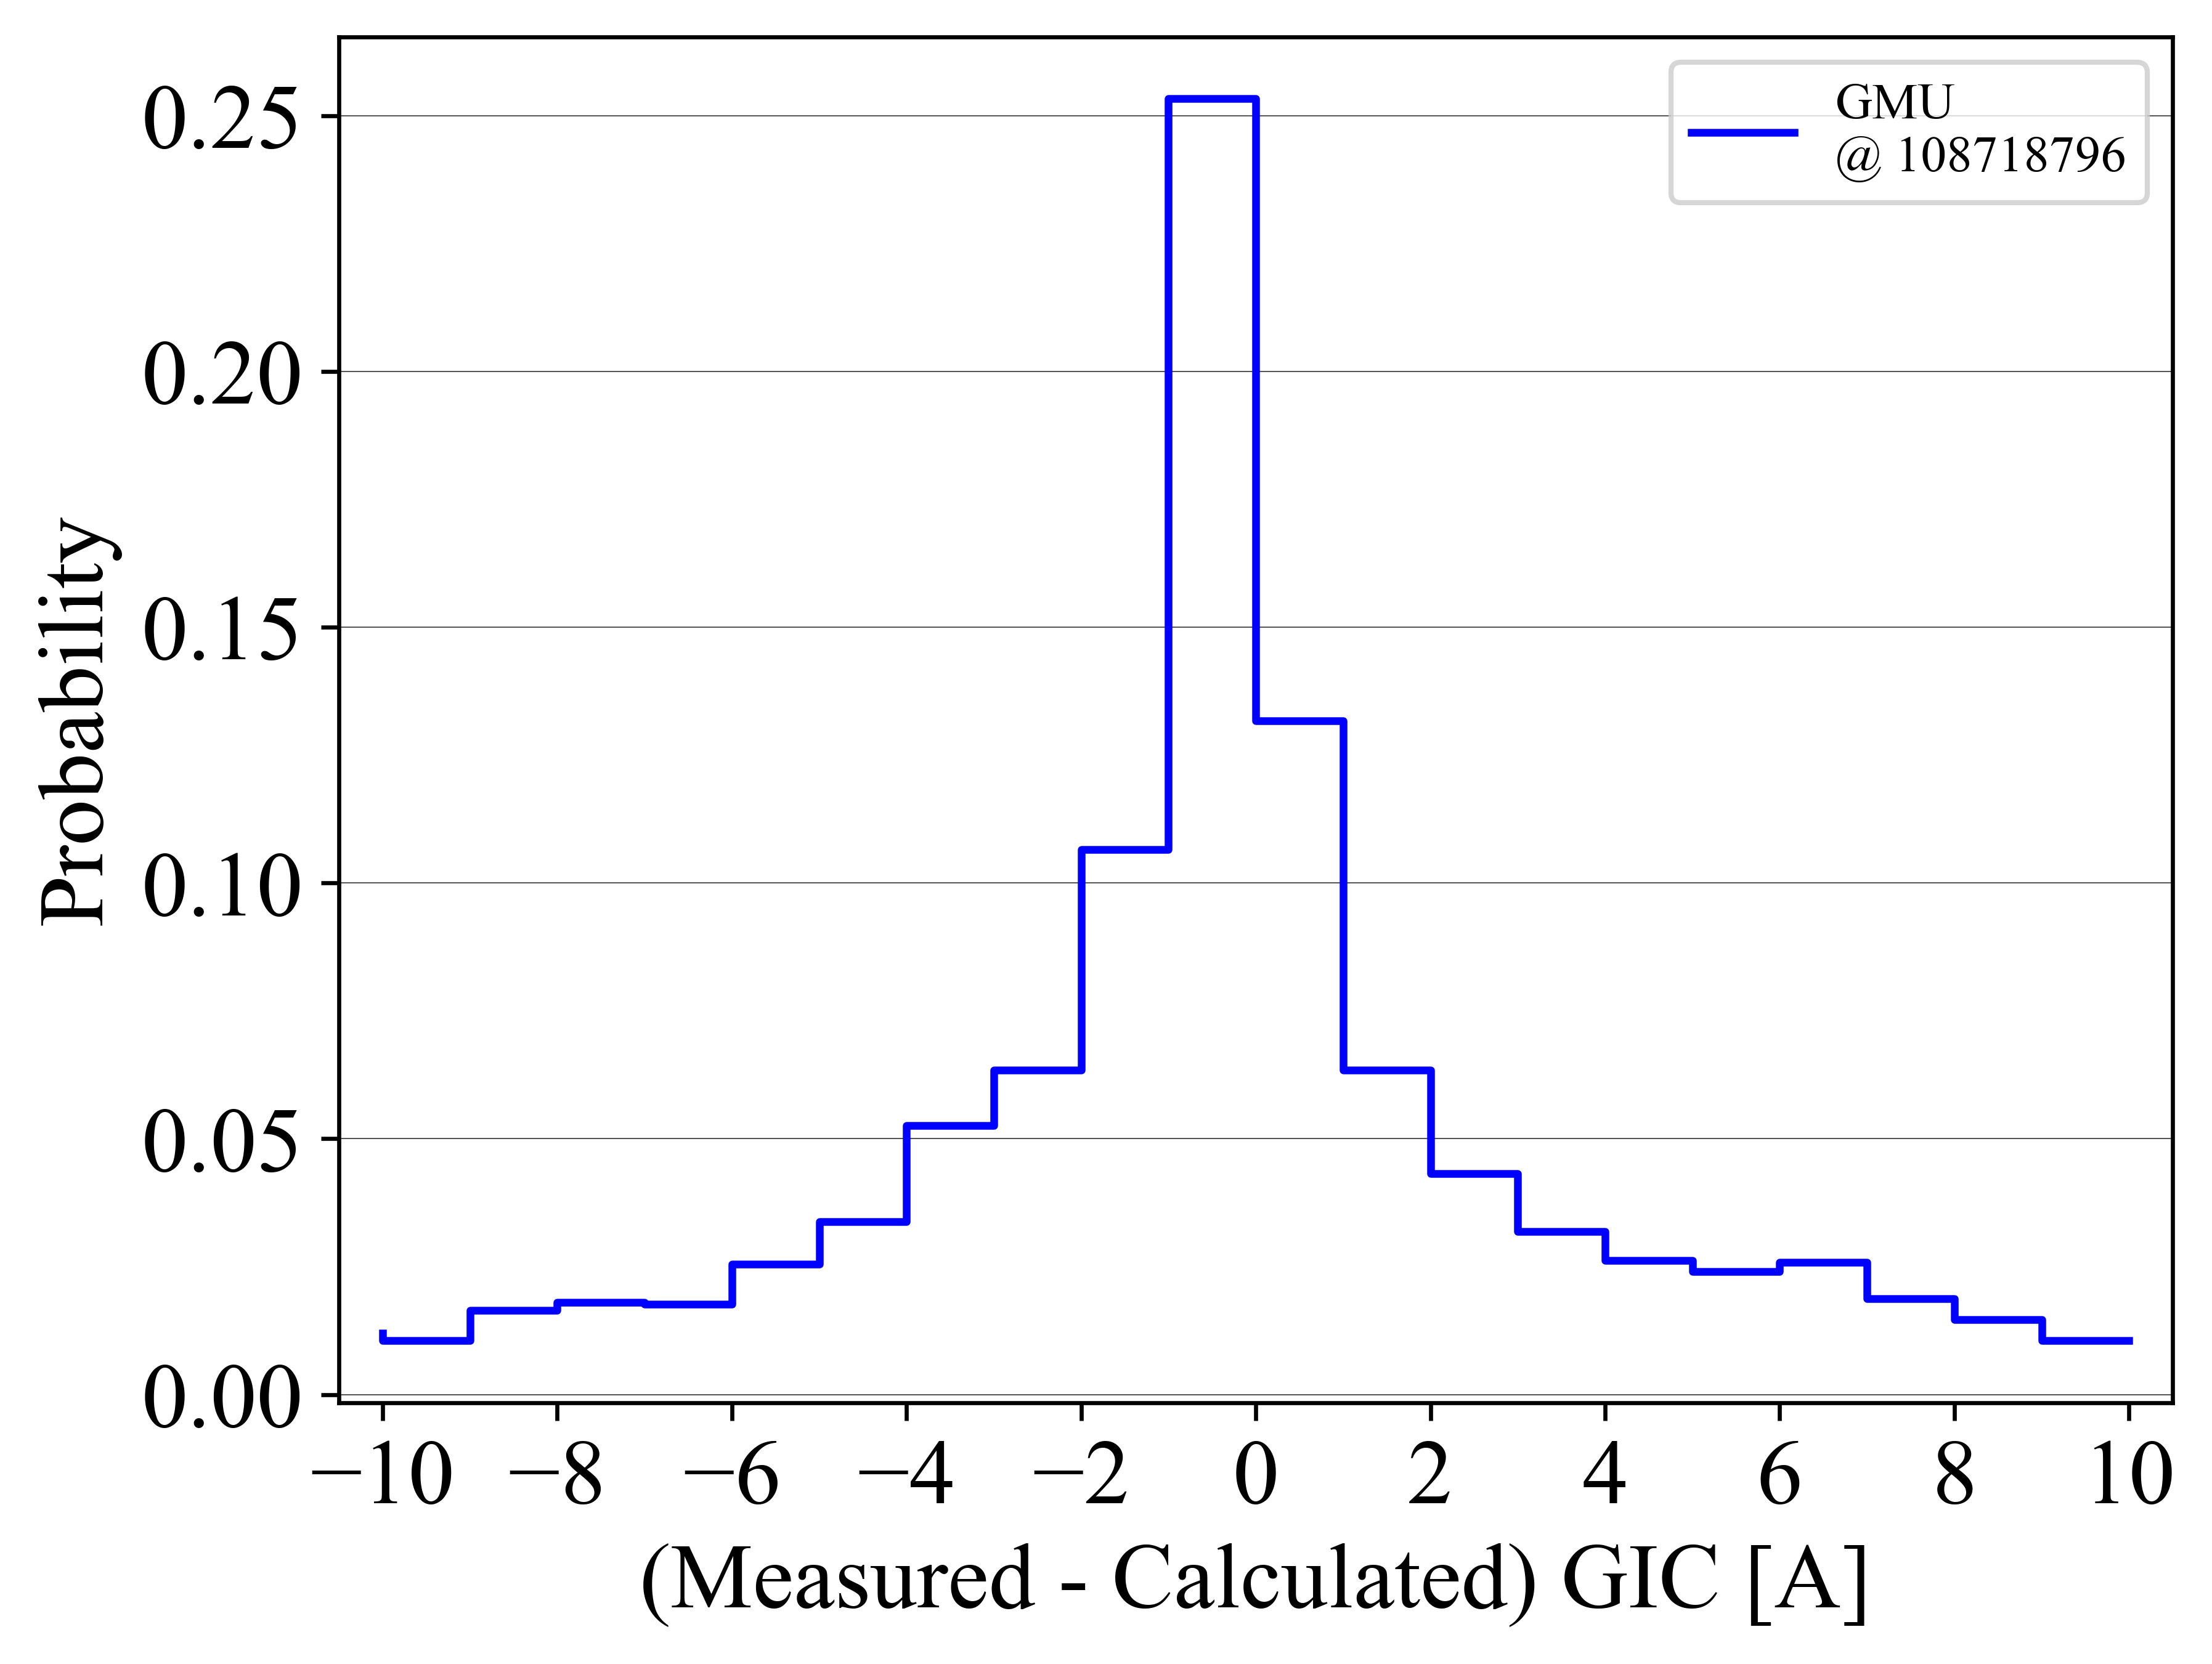 GMU
@ 108718796
0.25
0.20
0.15
0.10
0.05
0.00
Probability
−10 −8 −6 −4 −2 0 2 4 6 8 10
(Measured - Calculated) GIC [A]